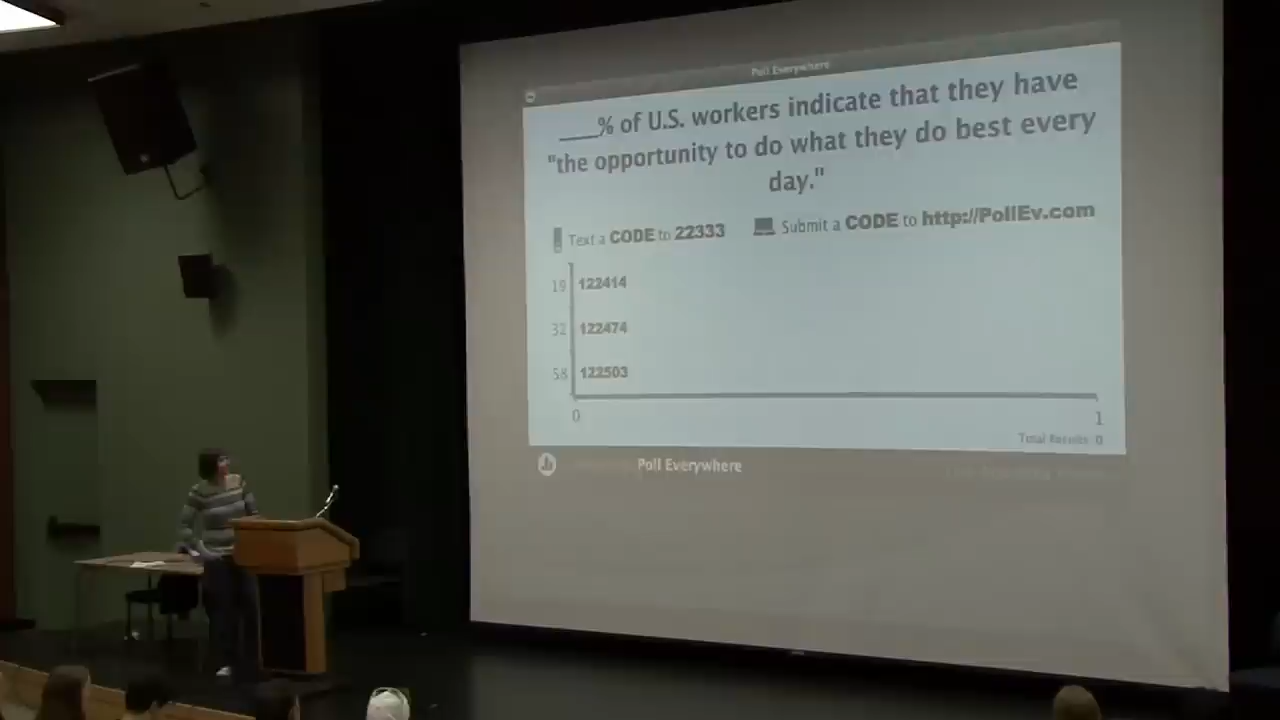 Poll Everywhere
____% of U.S. workers indicate that they have
"the opportunity to do what they do best every
day."
Text a CODE to 22333
Submit a CODE to http://PollEv.com
19 122414
32 122474
58 122503
0 1
Total Results: 0
Poll Everywhere